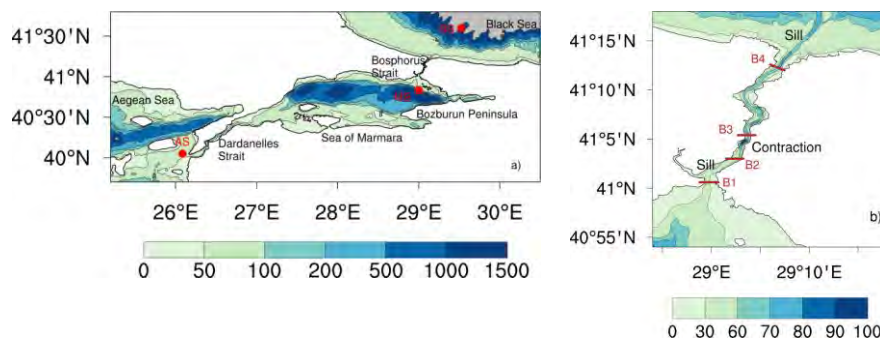 41°30'N
41°N
40°30'N
40°N
Black Sea
Bosphorus
Strait
Aegean Sea
AS
Bozburun Peninsula
Dardanelles
Strait
Sea of Marmara
a)
26°E 27°E 28°E 29°E 30°E
0 50 100 200 500 1000 1500
41°15'N
41°10'N
41°5'N
41°N
40°55'N
Sill
B4
B3
Contraction
B2
Sill
B1
b)
29°E 29°10'E
0 30 60 70 80 90 100